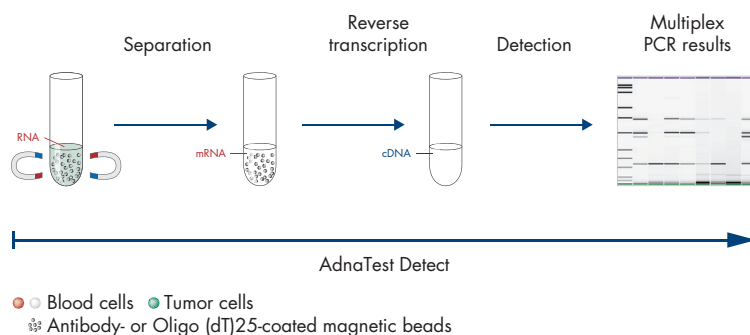 Separation
Reverse
transcription
Detection
Multiplex
PCR results
RNA
mRNA
cDNA
AdnaTest Detect
Blood cells Tumor cells
Antibody- or Oligo (dT)25-coated magnetic beads